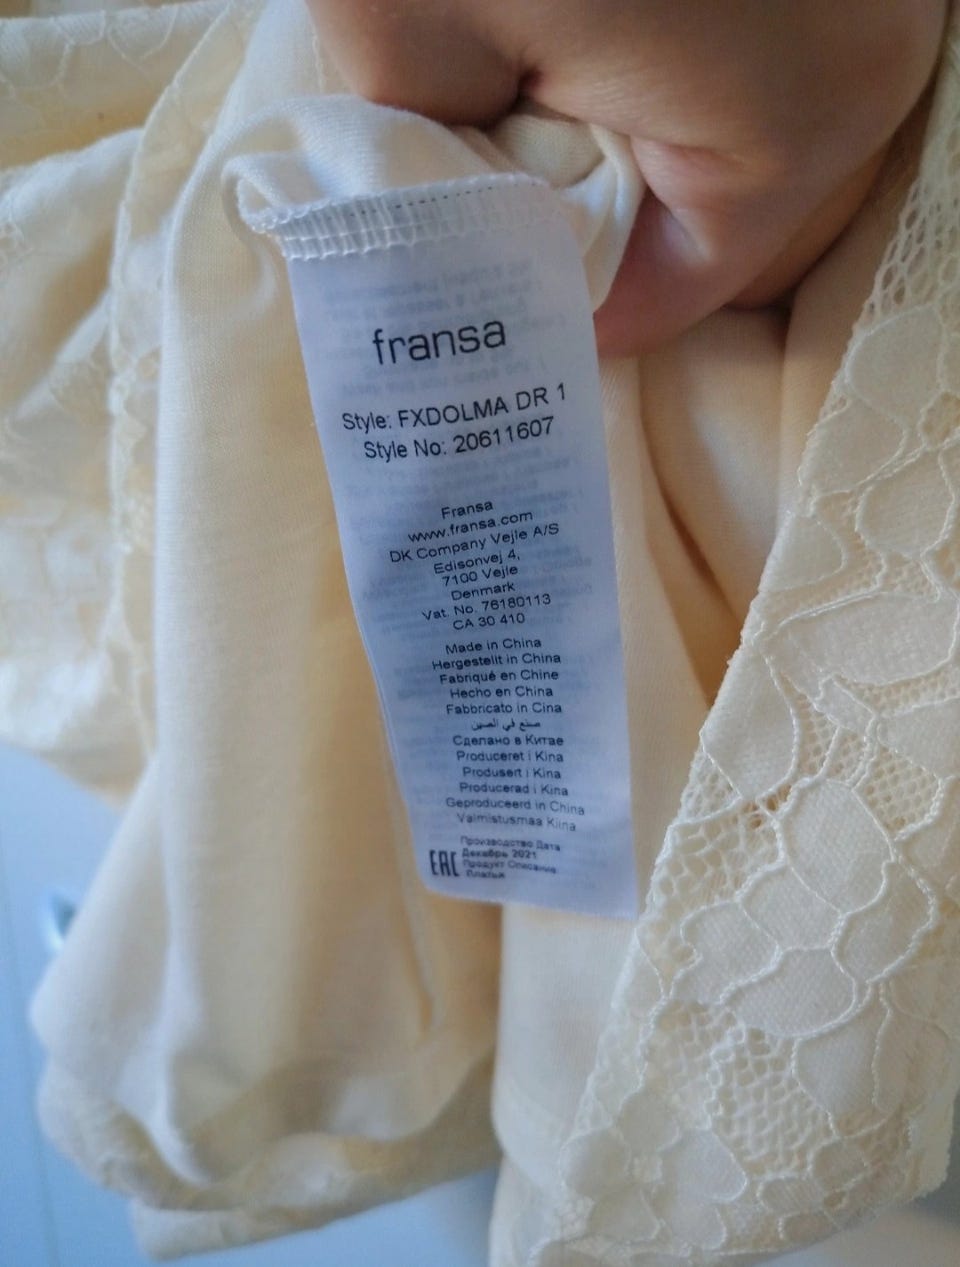 fransa
Style: FXDOLMA DR 1
Style No: 20611607
Fransa
www.fransa.com
DK Company Vejle A/S
Edisonvej 4,
7100 Vejle
Denmark
Vat. No. 76180113
CA 30 410
Made in China
Hergestellt in China
Fabriqué en Chine
Hecho en China
Fabbricato in Cina
صنع في الصين
Сделано в Китае
Produceret i Kina
Produsert i Kina
Producerad i Kina
Geproduceerd in China
Valmistusmaa Kiina
EAC
Производство Дата
Декабрь 2021
Продукт Описание
Платья